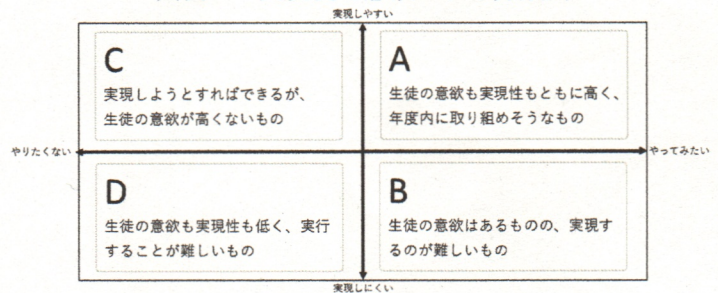 実現しやすい
C
実現しようとすればできるが、
生徒の意欲が高くないもの
A
生徒の意欲も実現性もともに高く、
年度内に取り組めそうなもの
やりたくない
やってみたい
D
生徒の意欲も実現性も低く、実行
することが難しいもの
B
生徒の意欲はあるものの、実現す
るのが難しいもの
実現しにくい